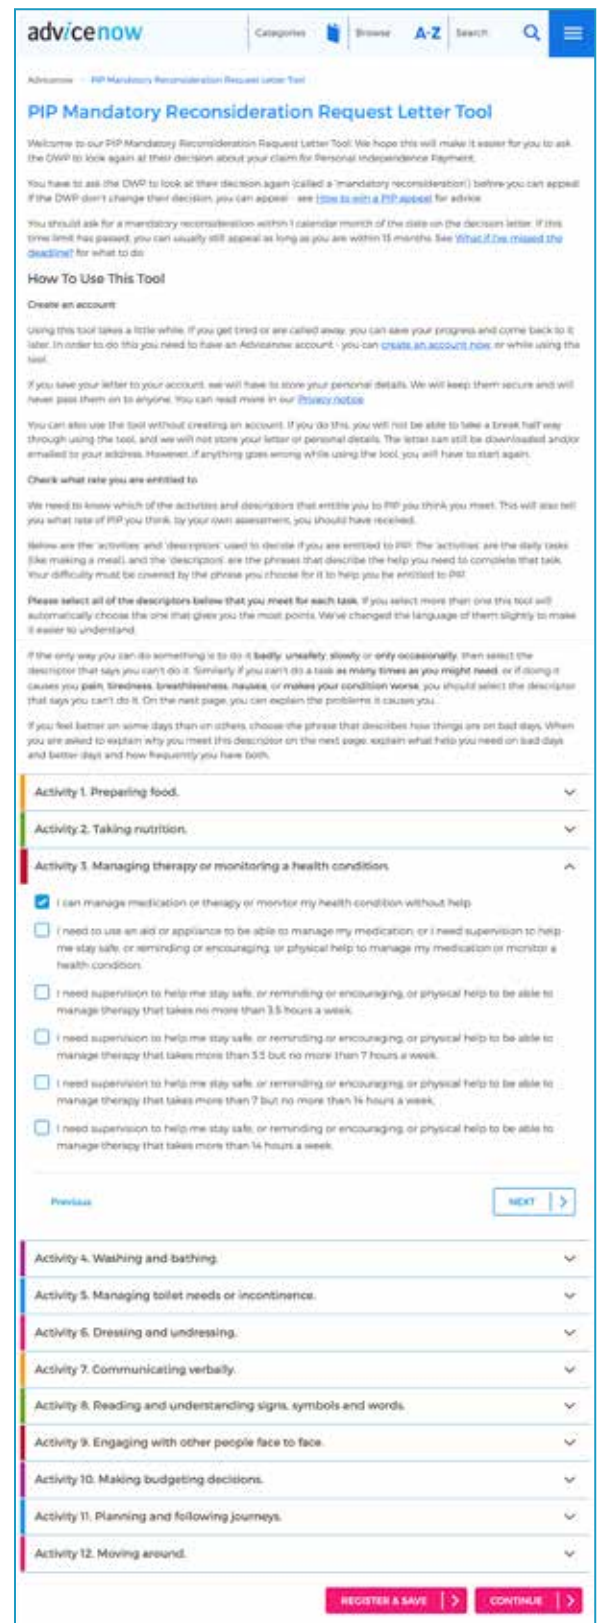 advicenow
Categories
Browse
A-Z
Search
Advicenow
PIP Mandatory Reconsideration Request Letter Tool
PIP Mandatory Reconsideration Request Letter Tool
Welcome to our PIP Mandatory Reconsideration Request Letter Tool. We hope this will make it easier for you to ask
the DWP to look again at their decision about your claim for Personal Independence Payment.
You have to ask the DWP to look at their decision again (called a 'mandatory reconsideration') before you can appeal.
If the DWP don't change their decision, you can appeal - see How to win a PIP appeal for advice.
You should ask for a mandatory reconsideration within 1 calendar month of the date on the decision letter. If this
time limit has passed, you can usually still appeal as long as you are within 13 months. See What if I've missed the
deadline? for what to do.
How To Use This Tool
Create an account
Using this tool takes a little while. If you get tired or are called away, you can save your progress and come back to it
later. In order to do this you need to have an Advicenow account - you can create an account now, or while using the
tool.
If you save your letter to your account, we will have to store your personal details. We will keep them secure and will
never pass them on to anyone. You can read more in our Privacy notice.
You can also use the tool without creating an account. If you do this, you will not be able to take a break half way
through using the tool, and we will not store your letter or personal details. The letter can still be downloaded and/or
emailed to your address. However, if anything goes wrong while using the tool, you will have to start again.
Check what rate you are entitled to
We need to know which of the activities and descriptors that entitle you to PIP you think you meet. This will also tell
you what rate of PIP you think, by your own assessment, you should have received.
Below are the 'activities' and 'descriptors' used to decide if you are entitled to PIP. The 'activities' are the daily tasks
(like making a meal), and the 'descriptors' are the phrases that describe the help you need to complete that task.
Your difficulty must be covered by the phrase you choose for it to help you be entitled to PIP.
Please select all of the descriptors below that you meet for each task. If you select more than one this tool will
automatically choose the one that gives you the most points. We've changed the language of them slightly to make
it easier to understand.
If the only way you can do something is to do it badly, unsafely, slowly or only occasionally, then select the
descriptor that says you can't do it. Similarly if you can't do a task as many times as you might need, or if doing it
causes you pain, tiredness, breathlessness, nausea, or makes your condition worse, you should select the descriptor
that says you can't do it. On the next page, you can explain the problems it causes you.
If you feel better on some days than on others, choose the phrase that describes how things are on bad days. When
you are asked to explain why you meet this descriptor on the next page, explain what help you need on bad days
and better days and how frequently you have both.
Activity 1. Preparing food.
Activity 2. Taking nutrition.
Activity 3. Managing therapy or monitoring a health condition.
I can manage medication or therapy or monitor my health condition without help.
I need to use an aid or appliance to be able to manage my medication, or I need supervision to help
me stay safe, or reminding or encouraging, or physical help to manage my medication or monitor a
health condition.
I need supervision to help me stay safe, or reminding or encouraging, or physical help to be able to
manage therapy that takes no more than 3.5 hours a week.
I need supervision to help me stay safe, or reminding or encouraging, or physical help to be able to
manage therapy that takes more than 3.5 but no more than 7 hours a week.
I need supervision to help me stay safe, or reminding or encouraging, or physical help to be able to
manage therapy that takes more than 7 but no more than 14 hours a week.
I need supervision to help me stay safe, or reminding or encouraging, or physical help to be able to
manage therapy that takes more than 14 hours a week.
Previous
NEXT
Activity 4. Washing and bathing.
Activity 5. Managing toilet needs or incontinence.
Activity 6. Dressing and undressing.
Activity 7. Communicating verbally.
Activity 8. Reading and understanding signs, symbols and words.
Activity 9. Engaging with other people face to face.
Activity 10. Making budgeting decisions.
Activity 11. Planning and following journeys.
Activity 12. Moving around.
REGISTER & SAVE
CONTINUE